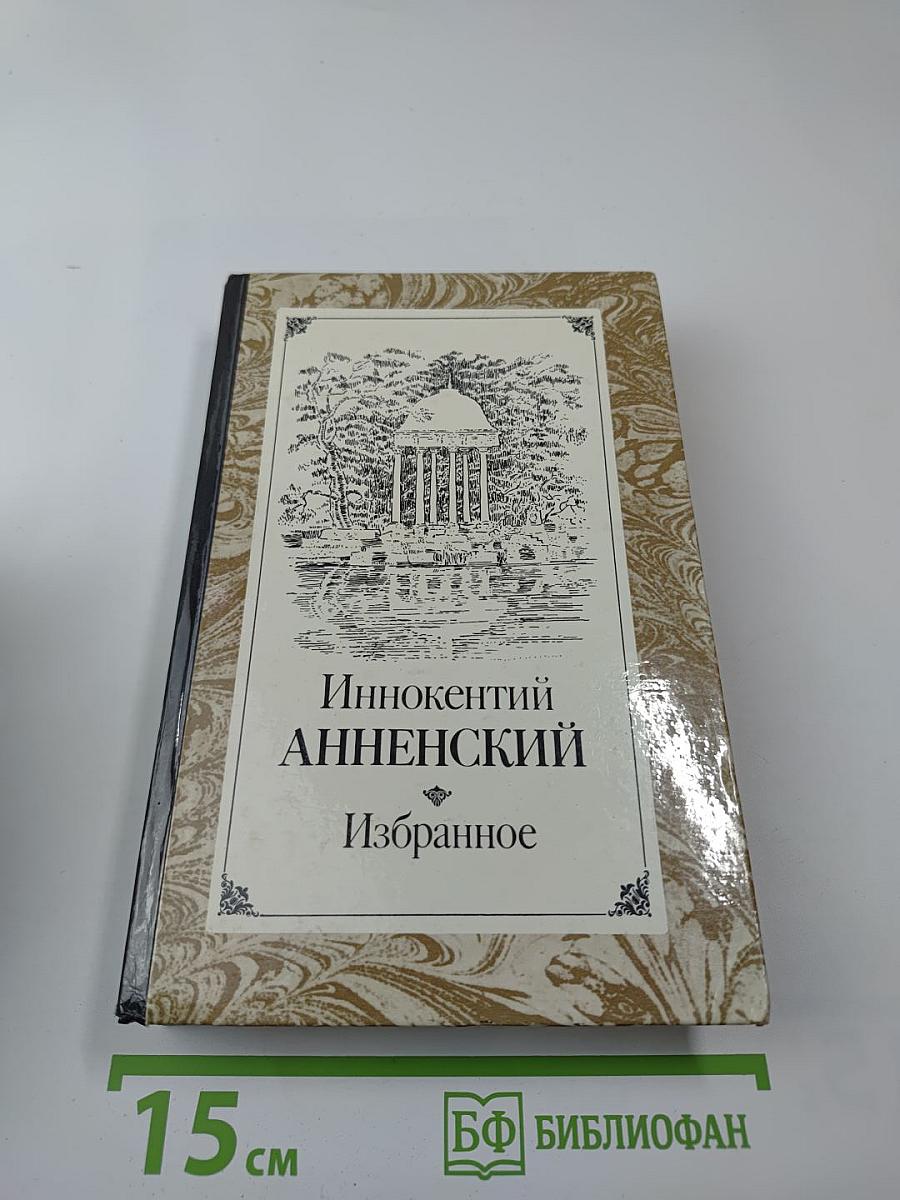 Иннокентий
АННЕНСКИЙ
Избранное
15 см
БФ БИБЛИОФАН